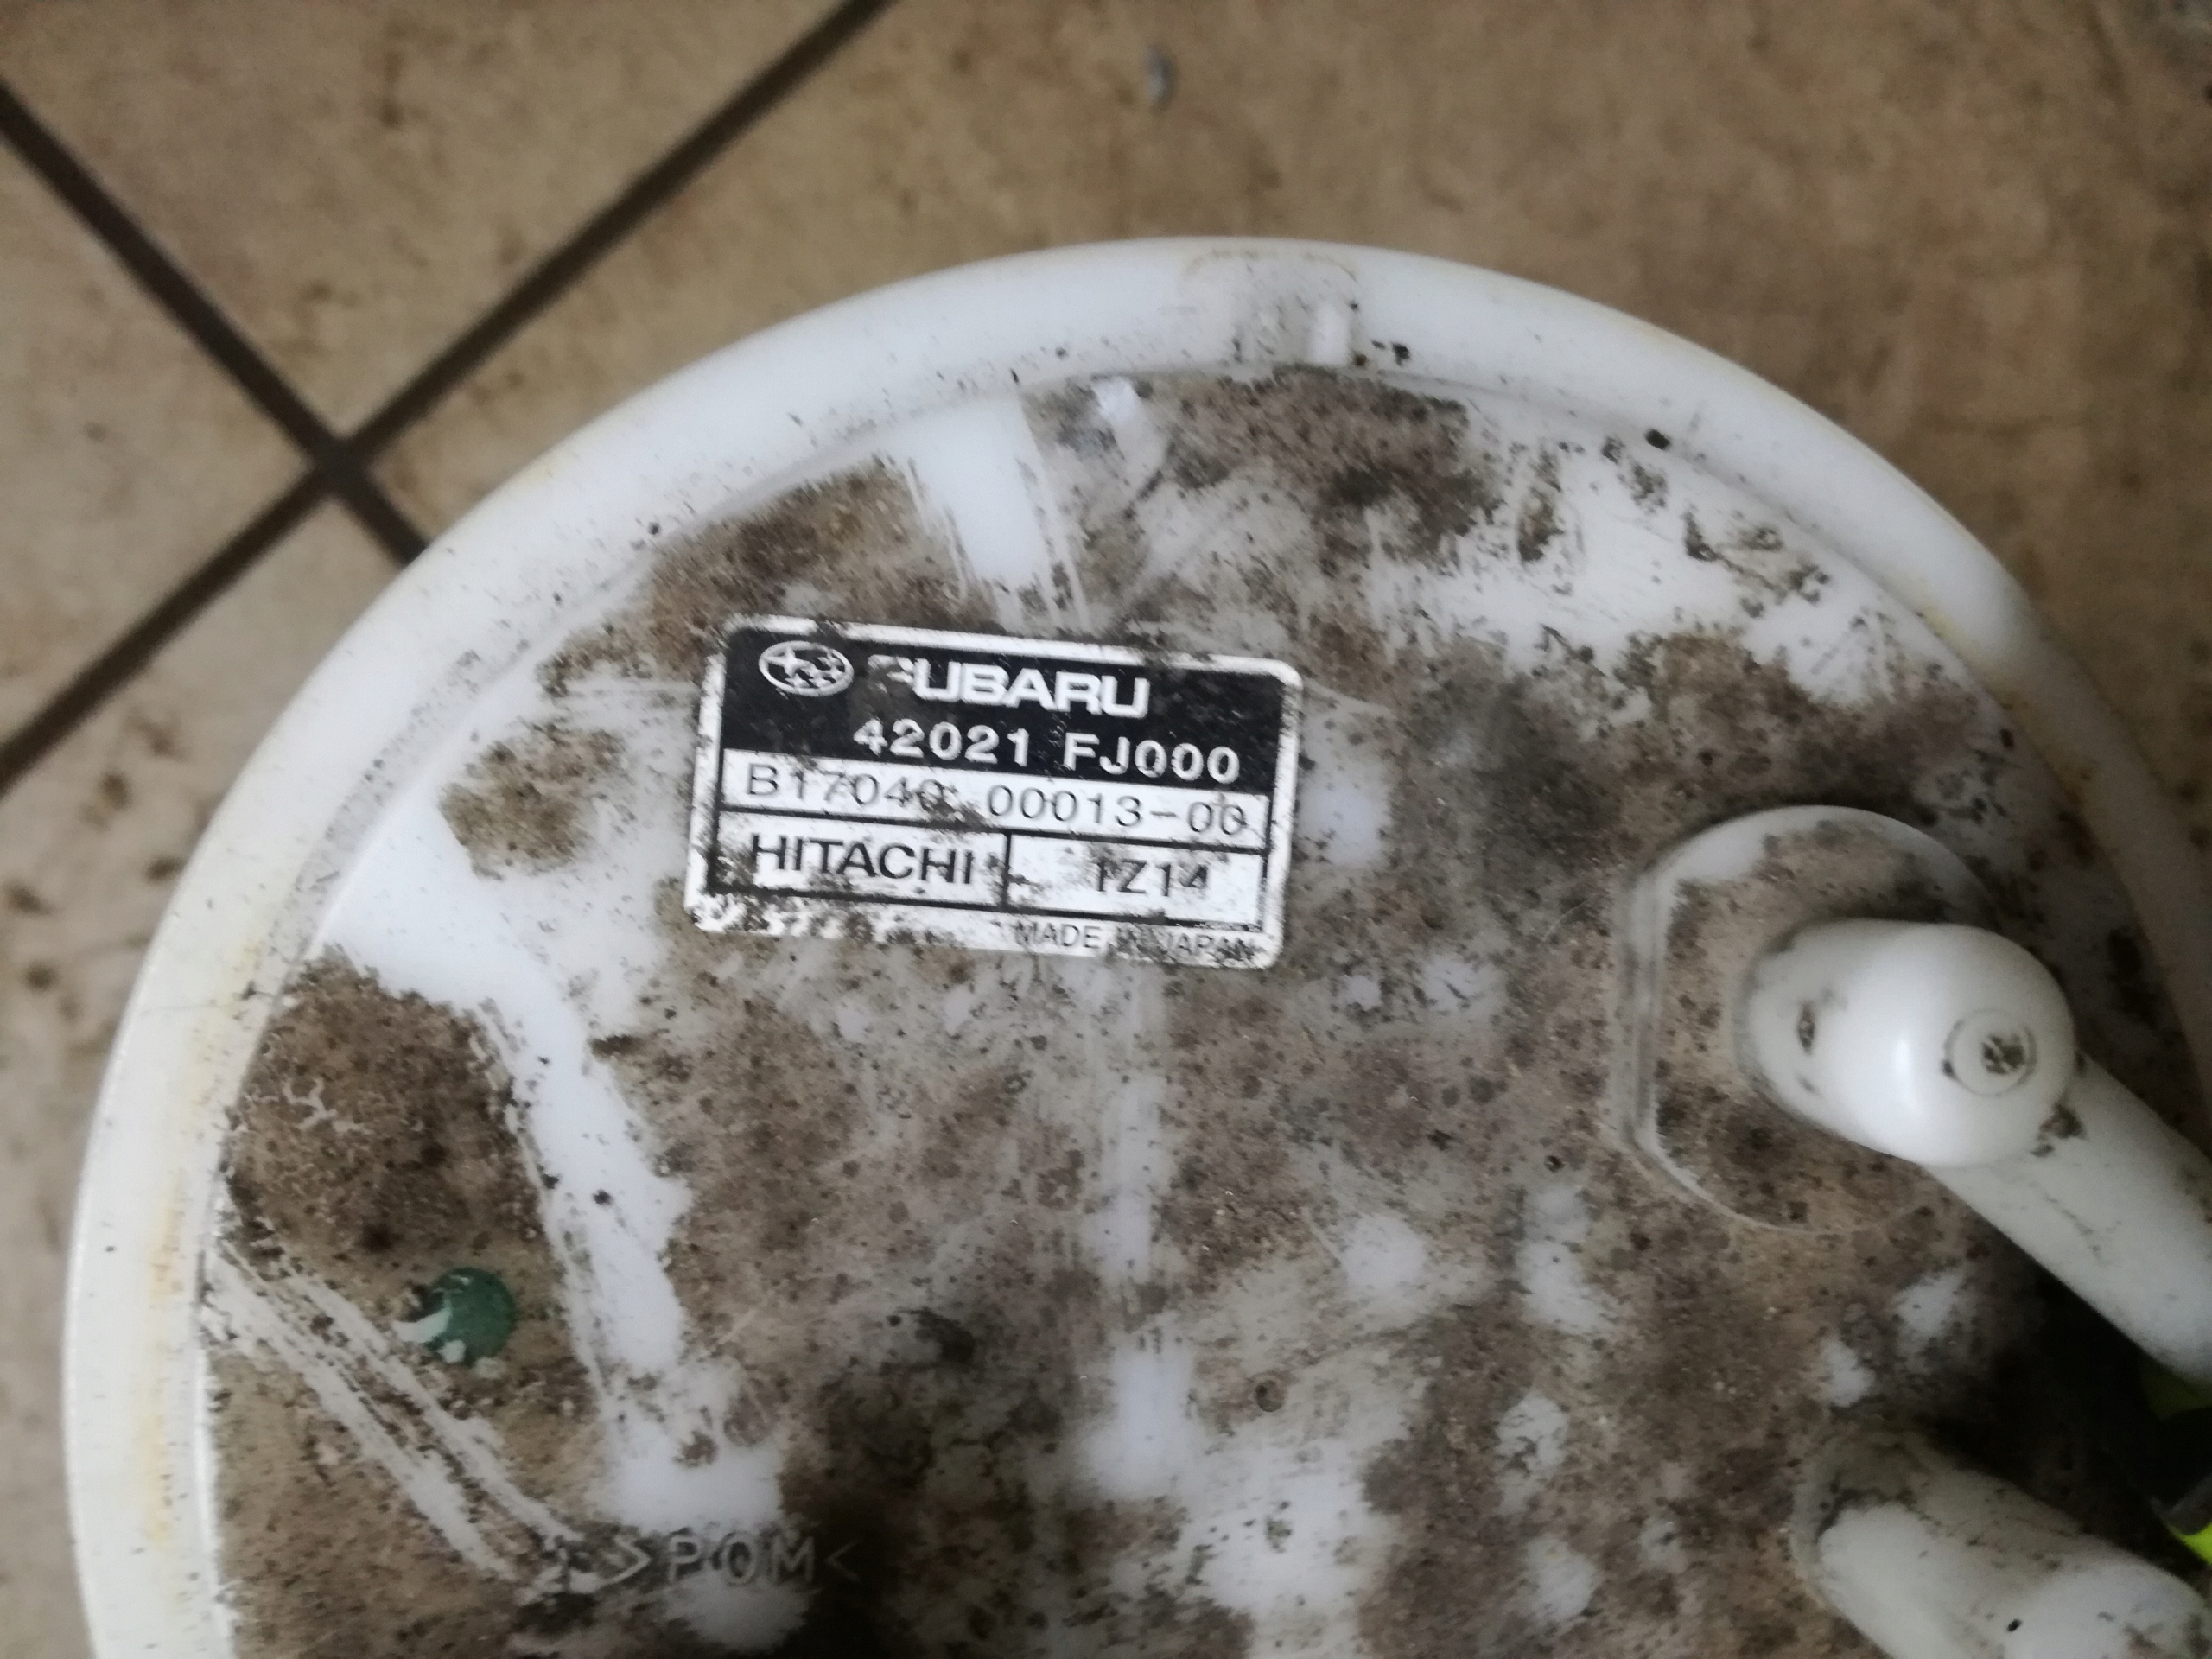 SUBARU
42021 FJ000
B17040 00013-00
HITACHI 1Z14
MADE IN JAPAN
>POM<